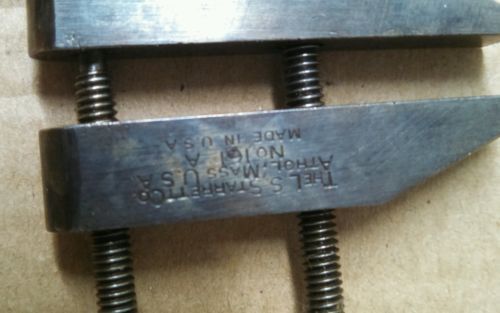 THE L. S. STARRETT CO.
ATHOL, MASS. U.S.A.
NO. 161 A
MADE IN U.S.A.